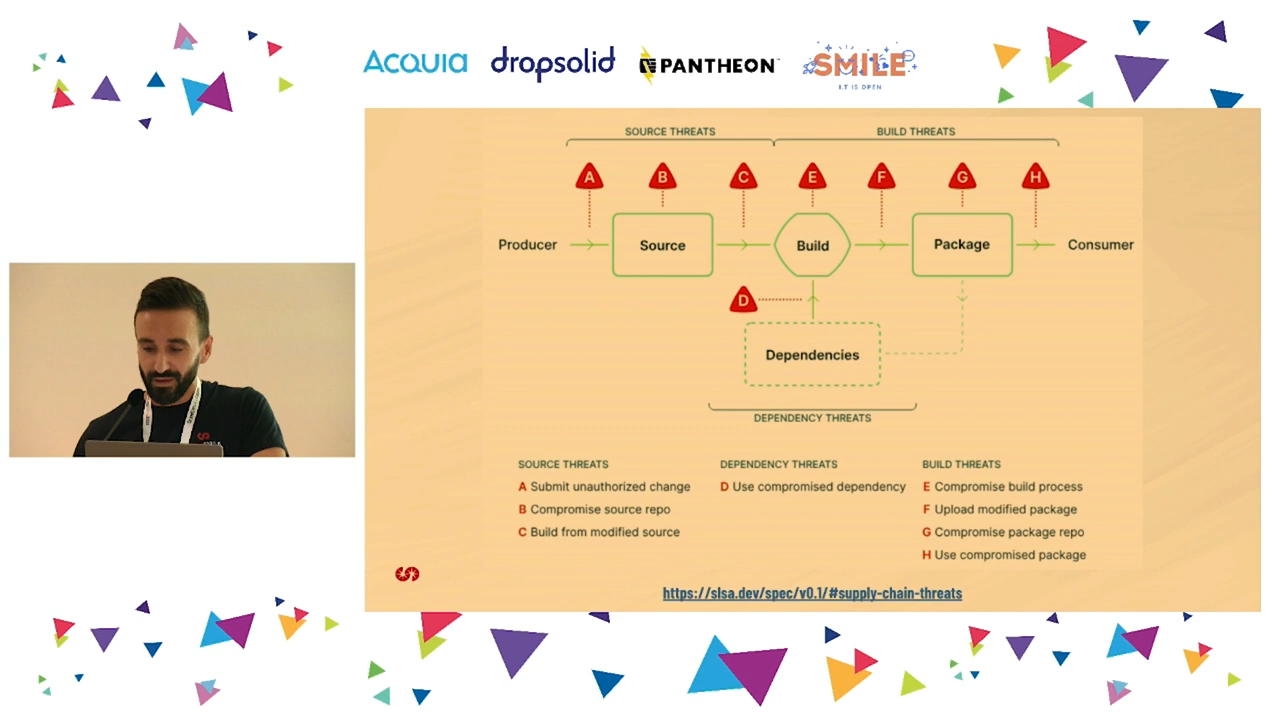 ACQUIA dropsolid PANTHEON SMILE
I.T IS OPEN
SOURCE THREATS BUILD THREATS
A B C E F G H
Producer Source Build Package Consumer
D
Dependencies
DEPENDENCY THREATS
SOURCE THREATS DEPENDENCY THREATS BUILD THREATS
A Submit unauthorized change D Use compromised dependency E Compromise build process
B Compromise source repo F Upload modified package
C Build from modified source G Compromise package repo
H Use compromised package
https://slsa.dev/spec/v0.1/#supply-chain-threats